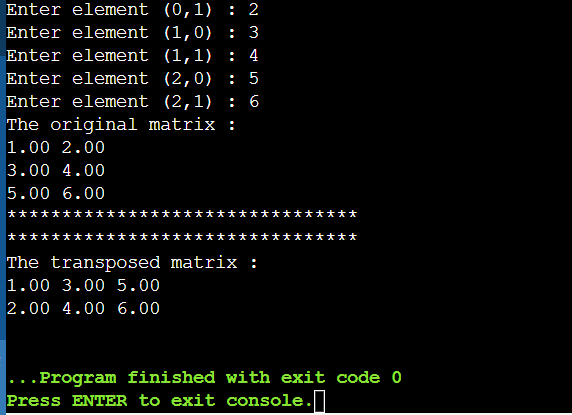 Enter element (0,1) : 2
Enter element (1,0) : 3
Enter element (1,1) : 4
Enter element (2,0) : 5
Enter element (2,1) : 6
The original matrix :
1.00 2.00
3.00 4.00
5.00 6.00
********************************
********************************
The transposed matrix :
1.00 3.00 5.00
2.00 4.00 6.00
...Program finished with exit code 0
Press ENTER to exit console.